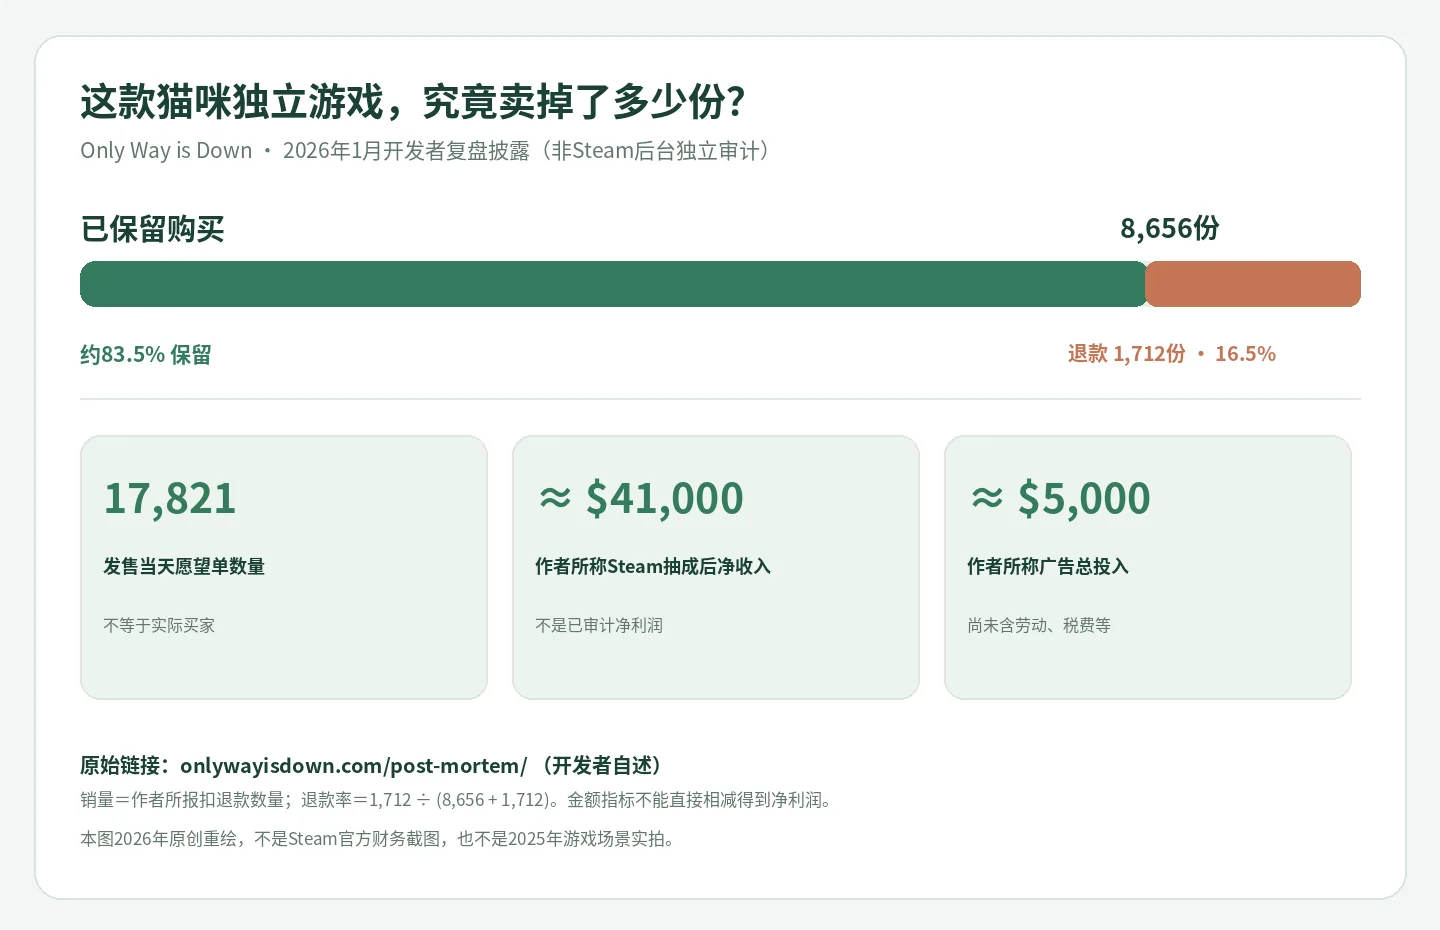 这款猫咪独立游戏，究竟卖掉了多少份？
Only Way is Down · 2026年1月开发者复盘披露（非Steam后台独立审计）
已保留购买
8,656份
约83.5% 保留
退款 1,712份 · 16.5%
17,821
发售当天愿望单数量
不等于实际买家
≈ $41,000
作者所称Steam抽成后净收入
不是已审计净利润
≈ $5,000
作者所称广告总投入
尚未含劳动、税费等
原始链接：onlywayisdown.com/post-mortem/ （开发者自述）
销量＝作者所报扣退款数量；退款率＝1,712 ÷ (8,656 + 1,712)。金额指标不能直接相减得到净利润。
本图2026年原创重绘，不是Steam官方财务截图，也不是2025年游戏场景实拍。